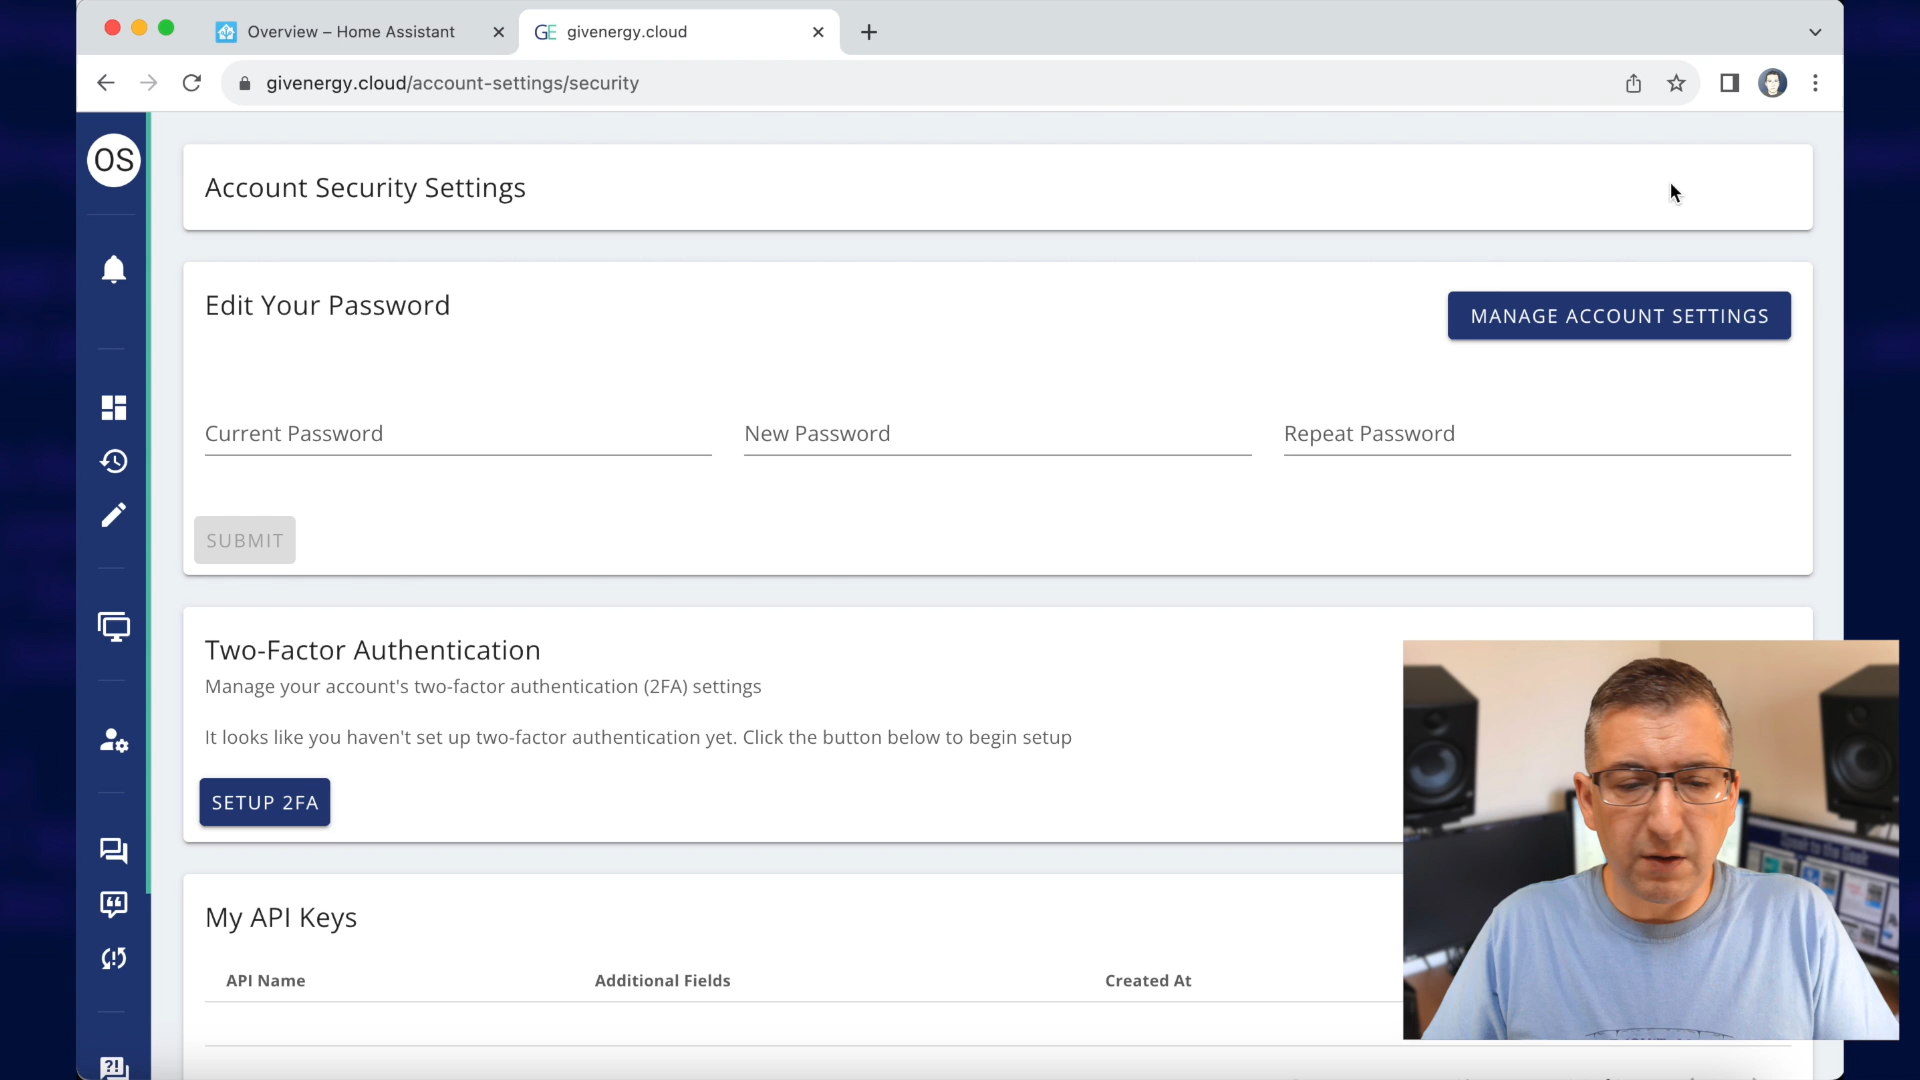 Overview – Home Assistant
GE givenergy.cloud
givenergy.cloud/account-settings/security
OS
Account Security Settings
Edit Your Password
MANAGE ACCOUNT SETTINGS
Current Password
New Password
Repeat Password
SUBMIT
Two-Factor Authentication
Manage your account's two-factor authentication (2FA) settings
It looks like you haven't set up two-factor authentication yet. Click the button below to begin setup
SETUP 2FA
My API Keys
API Name
Additional Fields
Created At